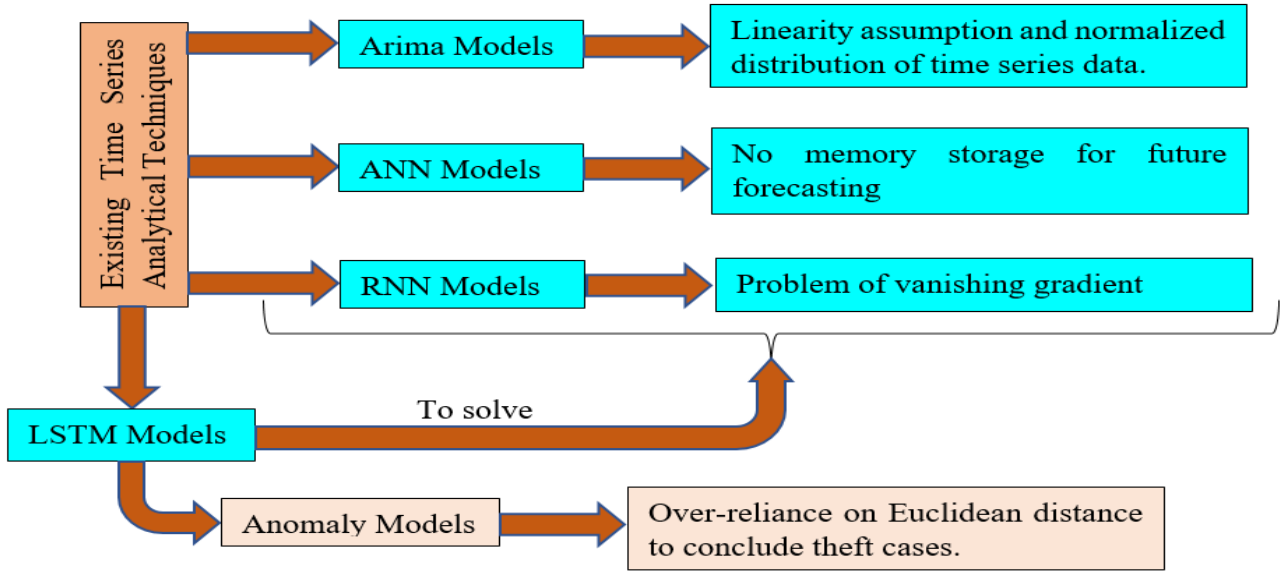 Existing Time Series
Analytical Techniques
Arima Models
Linearity assumption and normalized
distribution of time series data.
ANN Models
No memory storage for future
forecasting
RNN Models
Problem of vanishing gradient
LSTM Models
To solve
Anomaly Models
Over-reliance on Euclidean distance
to conclude theft cases.